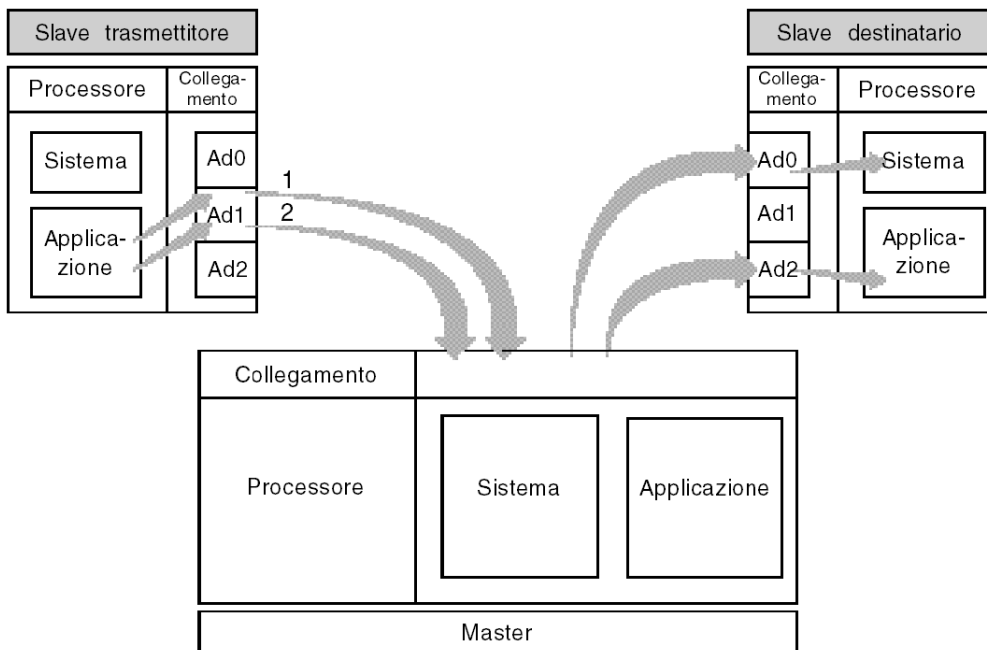 Slave trasmettitore
Processore
Collega-
mento
Sistema
Applica-
zione
Ad0
Ad1
Ad2
1
2
Slave destinatario
Collega-
mento
Processore
Ad0
Ad1
Ad2
Sistema
Applica-
zione
Collegamento
Processore
Sistema
Applicazione
Master